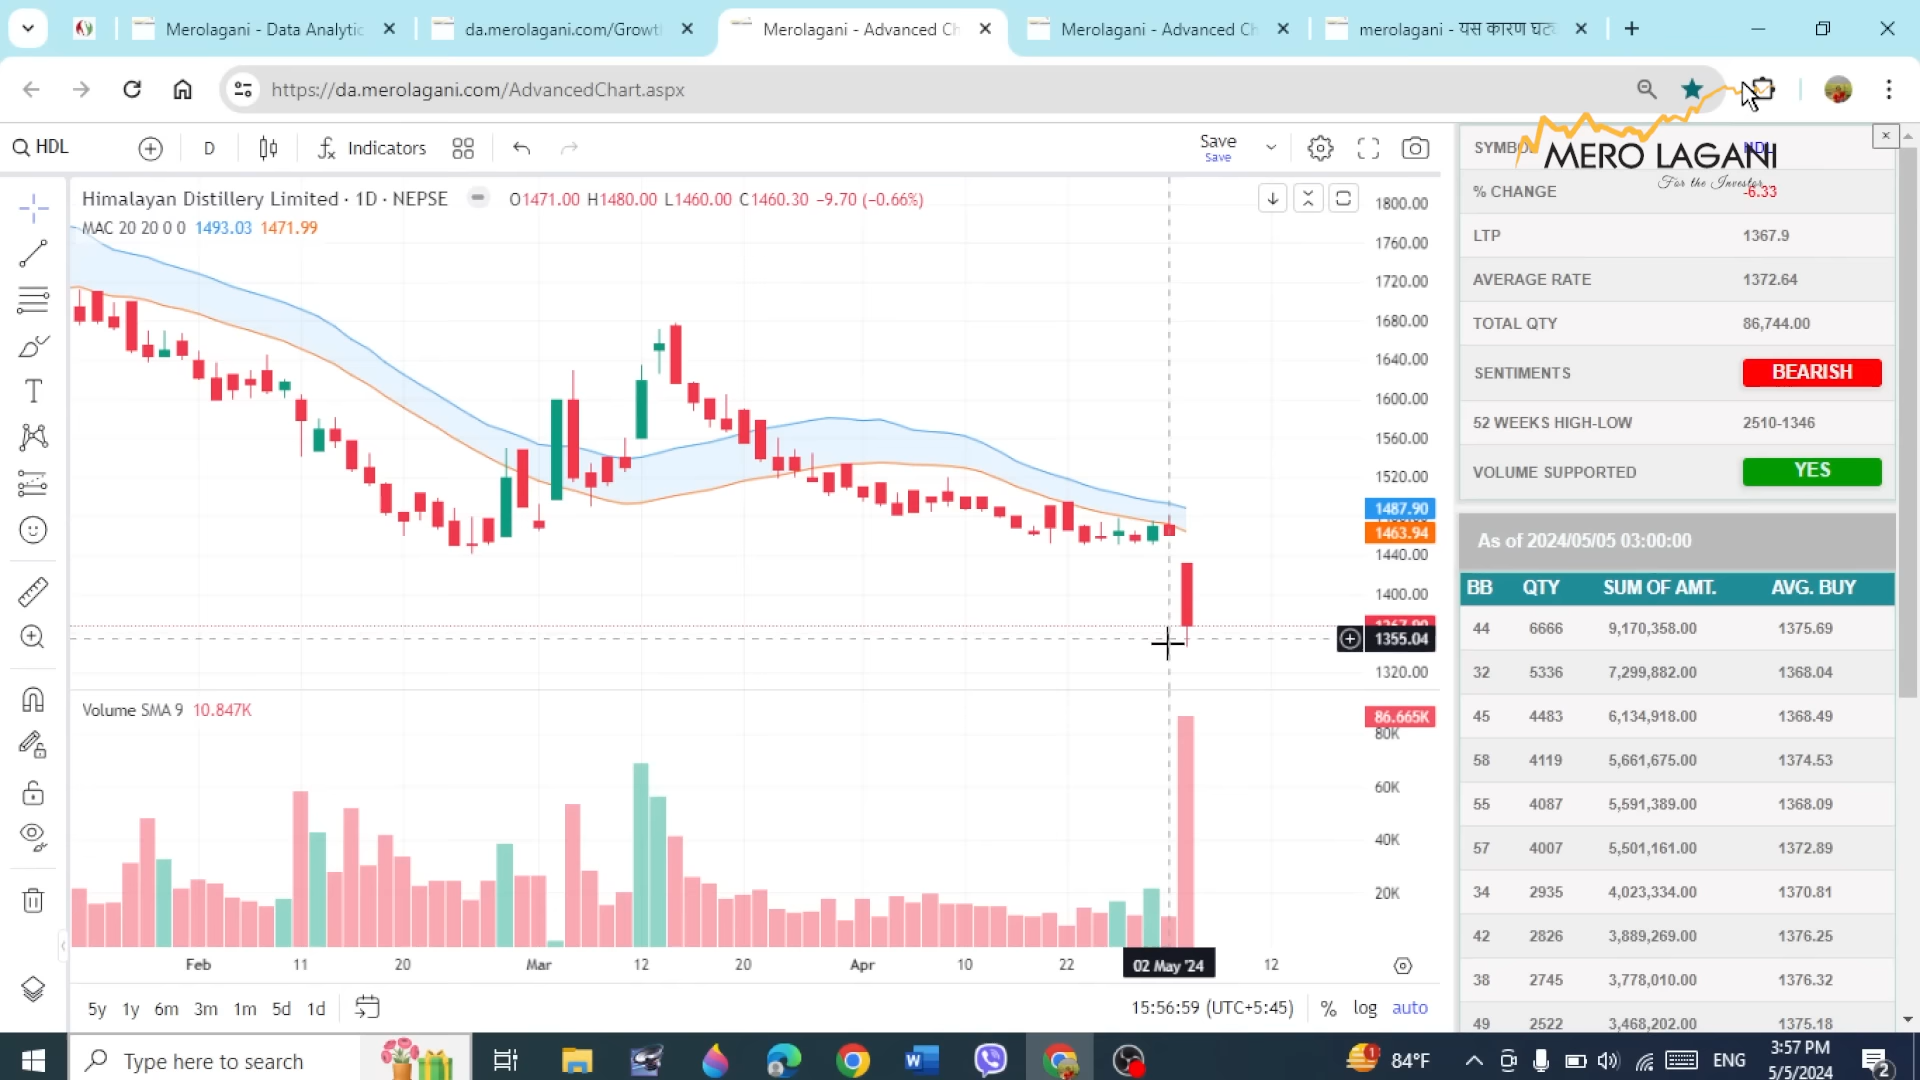 Merolagani - Data Analytic
da.merolagani.com/Growt
Merolagani - Advanced Ch
Merolagani - Advanced Ch
merolagani - यस कारण घट
https://da.merolagani.com/AdvancedChart.aspx
HDL
D
Indicators
Save
Save
SYMBO
HDL
MERO LAGANI
For the Investor
% CHANGE -6.33
LTP 1367.9
AVERAGE RATE 1372.64
TOTAL QTY 86,744.00
SENTIMENTS BEARISH
52 WEEKS HIGH-LOW 2510-1346
VOLUME SUPPORTED YES
As of 2024/05/05 03:00:00
BB QTY SUM OF AMT. AVG. BUY
44 6666 9,170,358.00 1375.69
32 5336 7,299,882.00 1368.04
45 4483 6,134,918.00 1368.49
58 4119 5,661,675.00 1374.53
55 4087 5,591,389.00 1368.09
57 4007 5,501,161.00 1372.89
34 2935 4,023,334.00 1370.81
42 2826 3,889,269.00 1376.25
38 2745 3,778,010.00 1376.32
49 2522 3,468,202.00 1375.18
Himalayan Distillery Limited · 1D · NEPSE O1471.00 H1480.00 L1460.00 C1460.30 −9.70 (−0.66%)
MAC 20 20 0 0 1493.03 1471.99
1800.00
1760.00
1720.00
1680.00
1640.00
1600.00
1560.00
1520.00
1487.90
1463.94
1440.00
1400.00
1355.04
1320.00
Volume SMA 9 10.847K
86.665K
80K
60K
40K
20K
Feb 11 20 Mar 12 20 Apr 10 22 02 May '24 12
5y 1y 6m 3m 1m 5d 1d
15:56:59 (UTC+5:45) % log auto
Type here to search
84°F
ENG
3:57 PM
5/5/2024
2